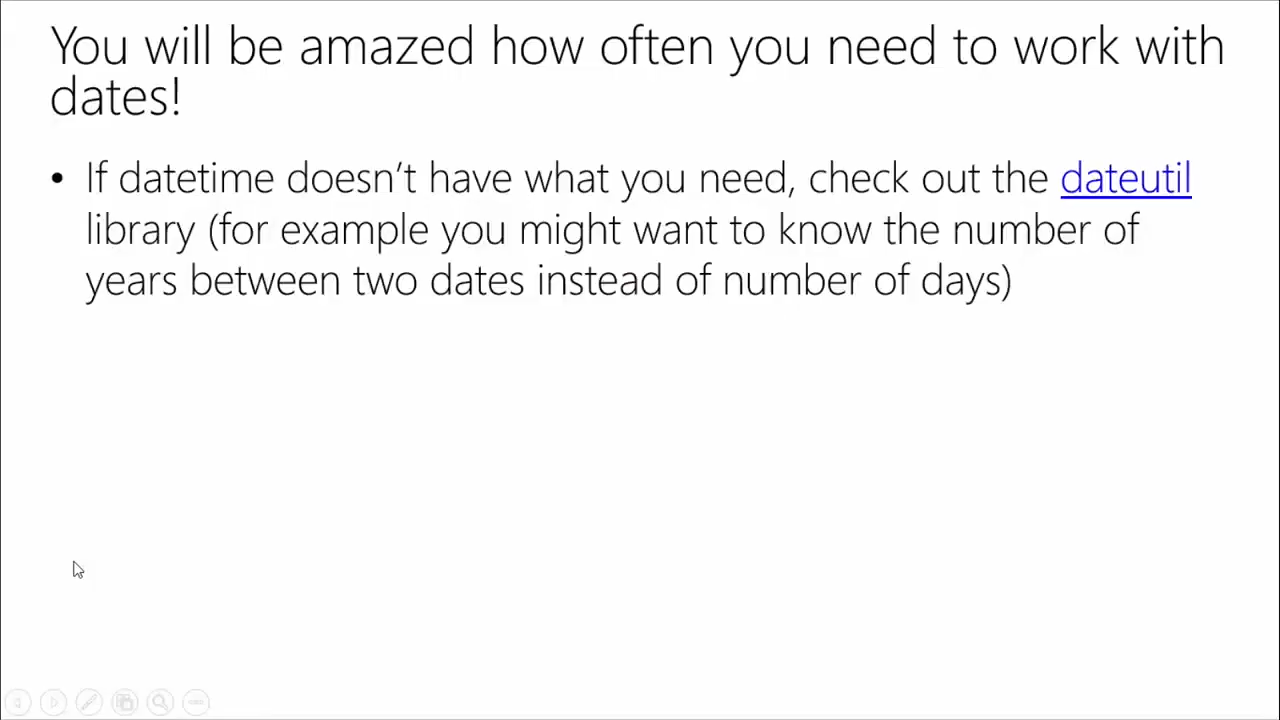 You will be amazed how often you need to work with
dates!
• If datetime doesn’t have what you need, check out the dateutil
library (for example you might want to know the number of
years between two dates instead of number of days)